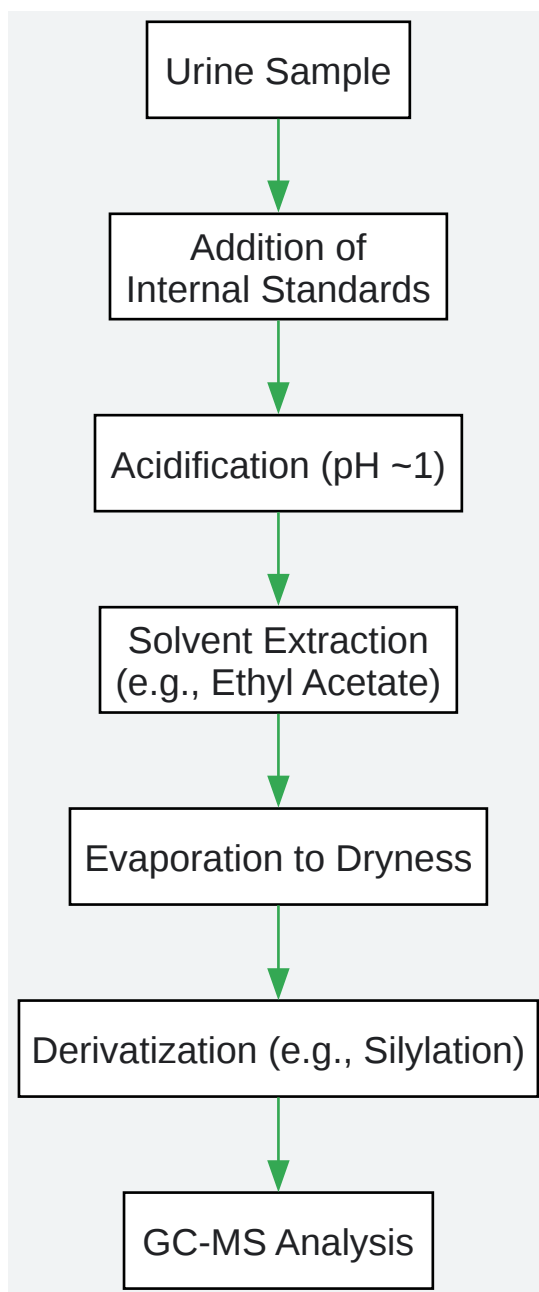 Urine Sample
Addition of
Internal Standards
Acidification (pH ~1)
Solvent Extraction
(e.g., Ethyl Acetate)
Evaporation to Dryness
Derivatization (e.g., Silylation)
GC-MS Analysis